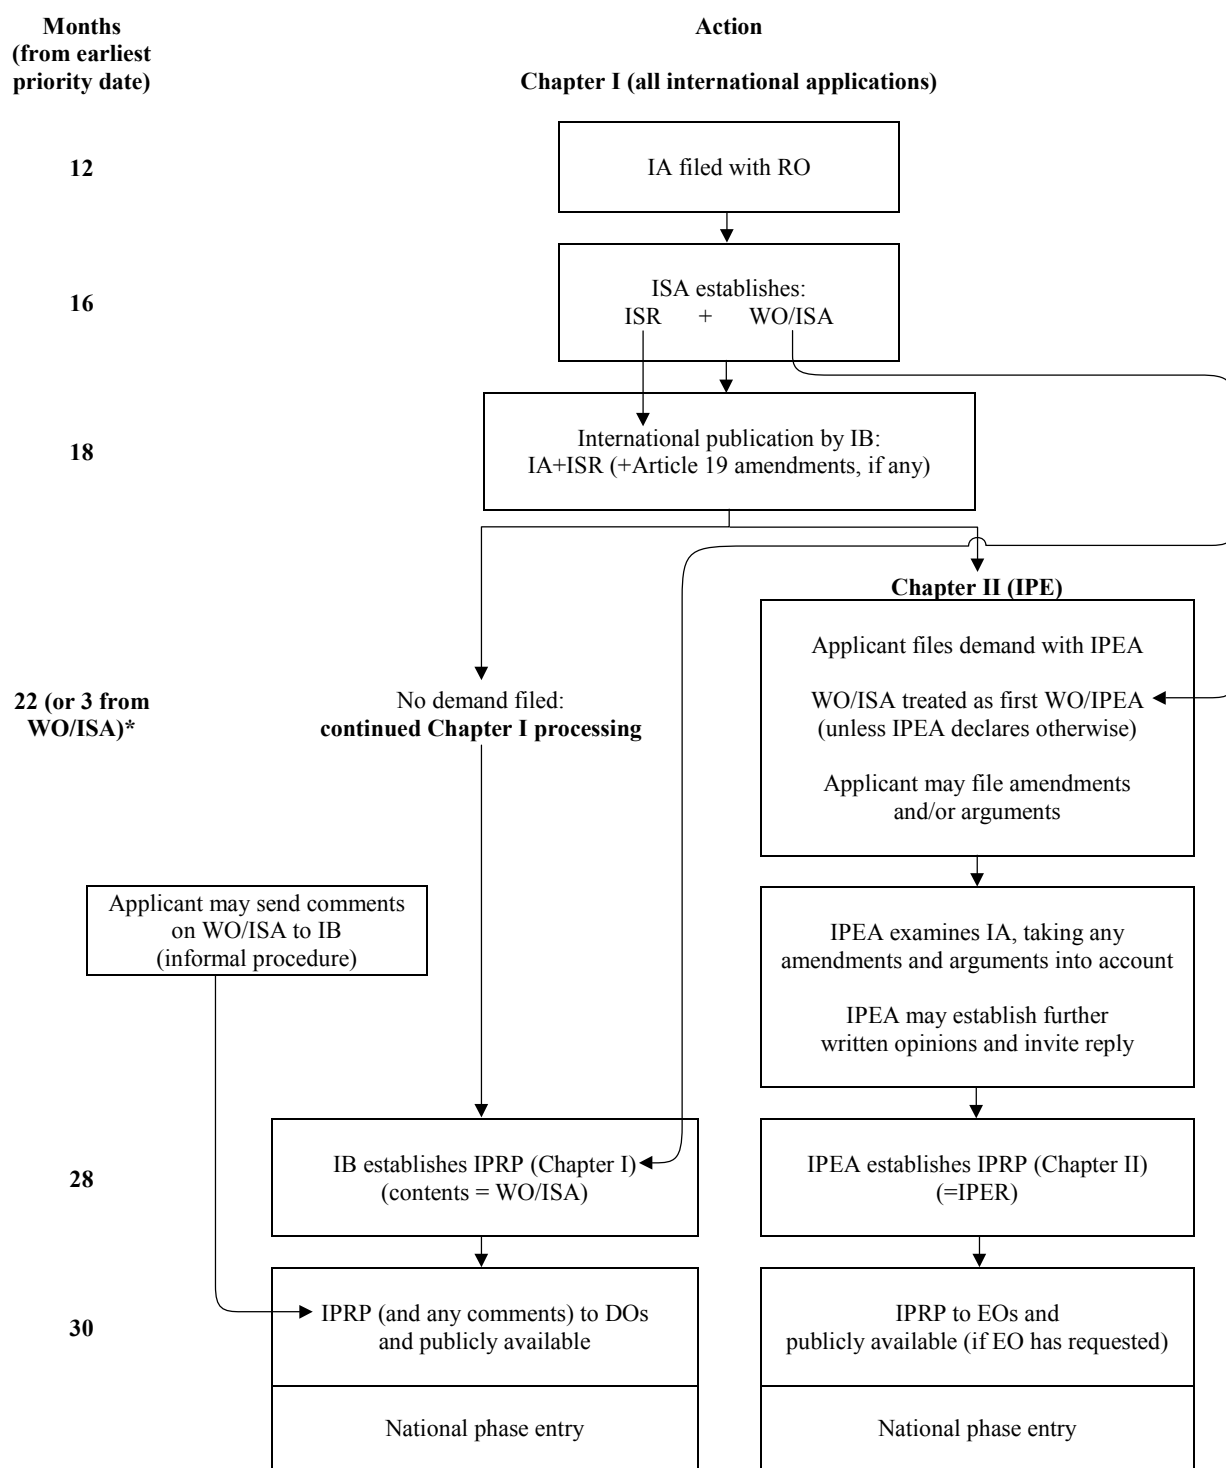 Months
(from earliest
priority date)
Action
Chapter I (all international applications)
12
IA filed with RO
16
ISA establishes:
ISR + WO/ISA
18
International publication by IB:
IA+ISR (+Article 19 amendments, if any)
Chapter II (IPE)
22 (or 3 from
WO/ISA)*
No demand filed:
continued Chapter I processing
Applicant files demand with IPEA
WO/ISA treated as first WO/IPEA
(unless IPEA declares otherwise)
Applicant may file amendments
and/or arguments
Applicant may send comments
on WO/ISA to IB
(informal procedure)
IPEA examines IA, taking any
amendments and arguments into account
IPEA may establish further
written opinions and invite reply
28
IB establishes IPRP (Chapter I)
(contents = WO/ISA)
IPEA establishes IPRP (Chapter II)
(=IPER)
30
IPRP (and any comments) to DOs
and publicly available
IPRP to EOs and
publicly available (if EO has requested)
National phase entry
National phase entry